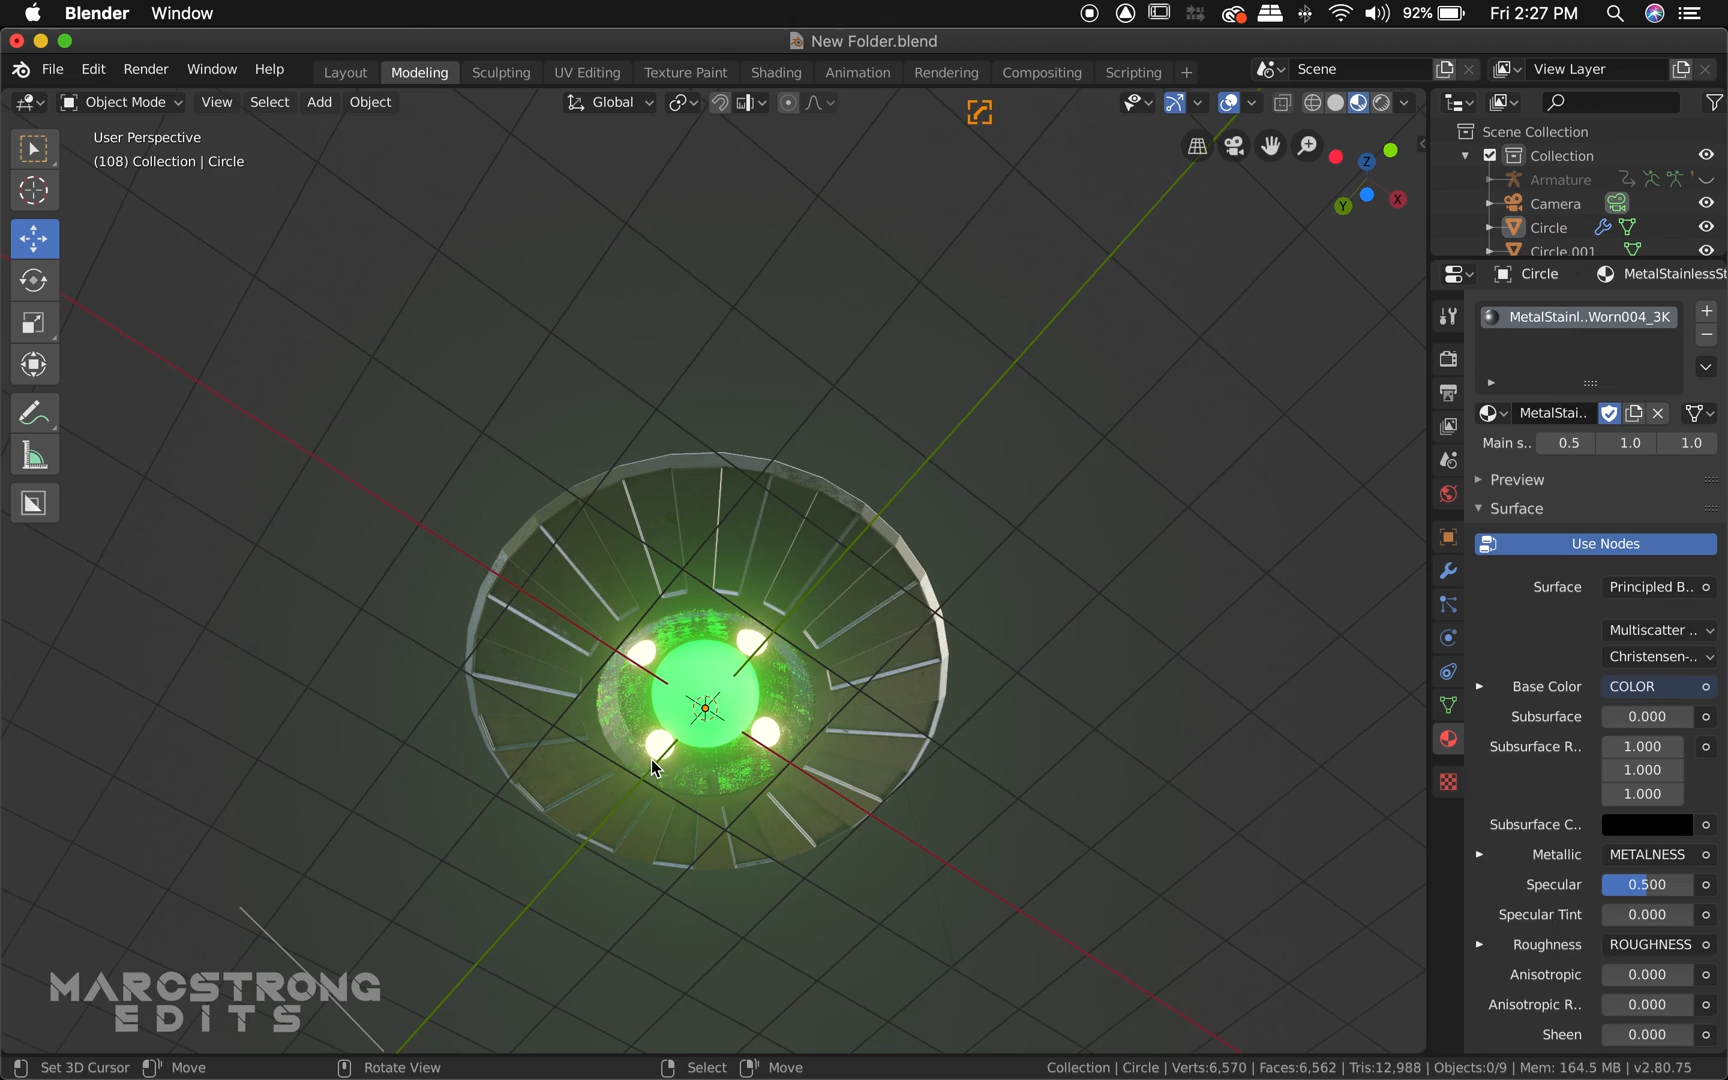 Blender Window 92% Fri 2:27 PM
New Folder.blend
File Edit Render Window Help Layout Modeling Sculpting UV Editing Texture Paint Shading Animation Rendering Compositing Scripting + Scene View Layer
Object Mode View Select Add Object Global
User Perspective
(108) Collection | Circle
Z
X
Y
Scene Collection
Collection
Armature
Camera
Circle
Circle.001
Circle MetalStainlessSt
MetalStainl..Worn004_3K
MetalStai..
Main s.. 0.5 1.0 1.0
Preview
Surface
Use Nodes
Surface Principled B..
Multiscatter ..
Christensen-..
Base Color COLOR
Subsurface 0.000
Subsurface R.. 1.000
1.000
1.000
Subsurface C..
Metallic METALNESS
Specular 0.500
Specular Tint 0.000
Roughness ROUGHNESS
Anisotropic 0.000
Anisotropic R.. 0.000
Sheen 0.000
MARCSTRONG
EDITS
Set 3D Cursor Move Rotate View Select Move Collection | Circle | Verts:6,570 | Faces:6,562 | Tris:12,988 | Objects:0/9 | Mem: 164.5 MB | v2.80.75